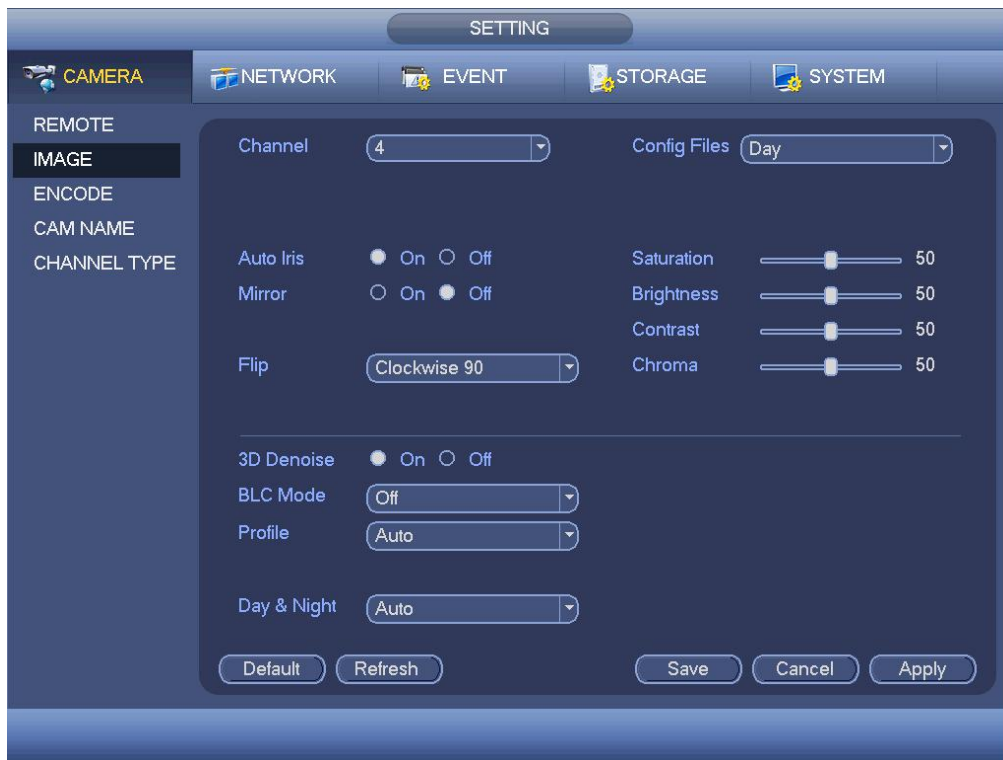 SETTING
CAMERA NETWORK EVENT STORAGE SYSTEM
REMOTE
IMAGE
ENCODE
CAM NAME
CHANNEL TYPE
Channel 4 Config Files Day
Auto Iris On Off Saturation 50
Mirror On Off Brightness 50
Contrast 50
Flip Clockwise 90 Chroma 50
3D Denoise On Off
BLC Mode Off
Profile Auto
Day & Night Auto
Default Refresh Save Cancel Apply